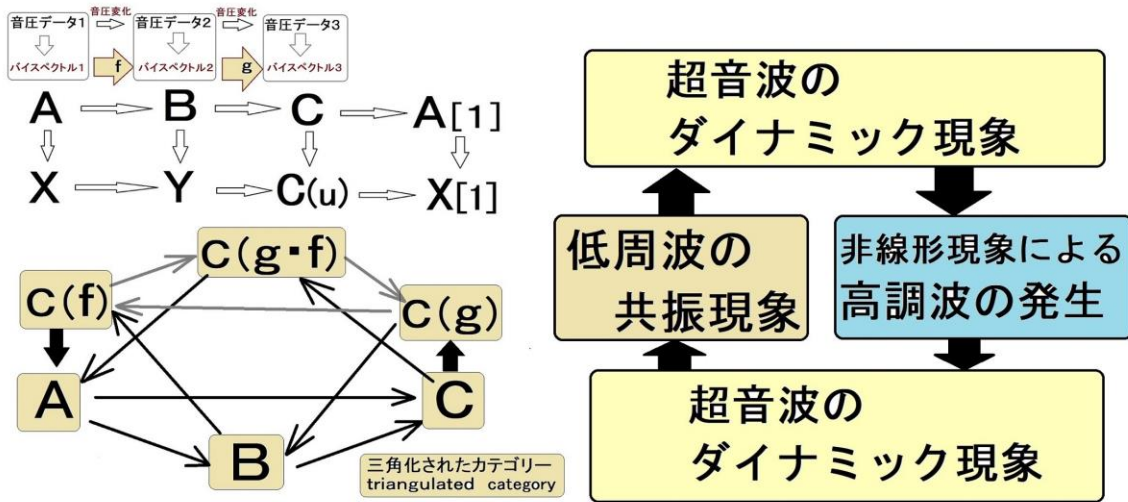 音圧変化 音圧変化
音圧データ1 音圧データ2 音圧データ3
バイスペクトル1 f バイスペクトル2 g バイスペクトル3
A B C A[1]
X Y C(u) X[1]
C(g・f)
C(f)
C(g)
A
C
B
三角化されたカテゴリー
triangulated category
超音波の
ダイナミック現象
低周波の
共振現象
非線形現象による
高調波の発生
超音波の
ダイナミック現象